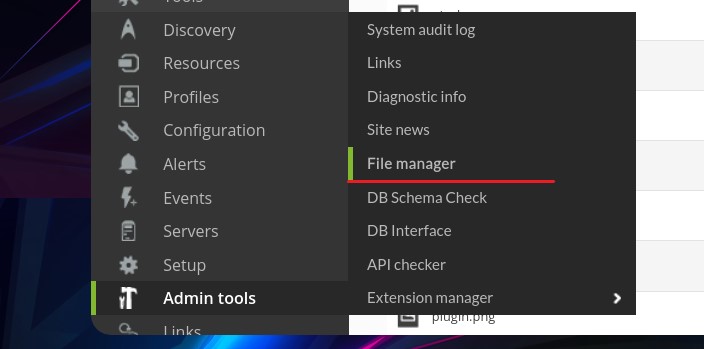 Tools
Discovery
Resources
Profiles
Configuration
Alerts
Events
Servers
Setup
Admin tools
Links
System audit log
Links
Diagnostic info
Site news
File manager
DB Schema Check
DB Interface
API checker
Extension manager
plugin.png